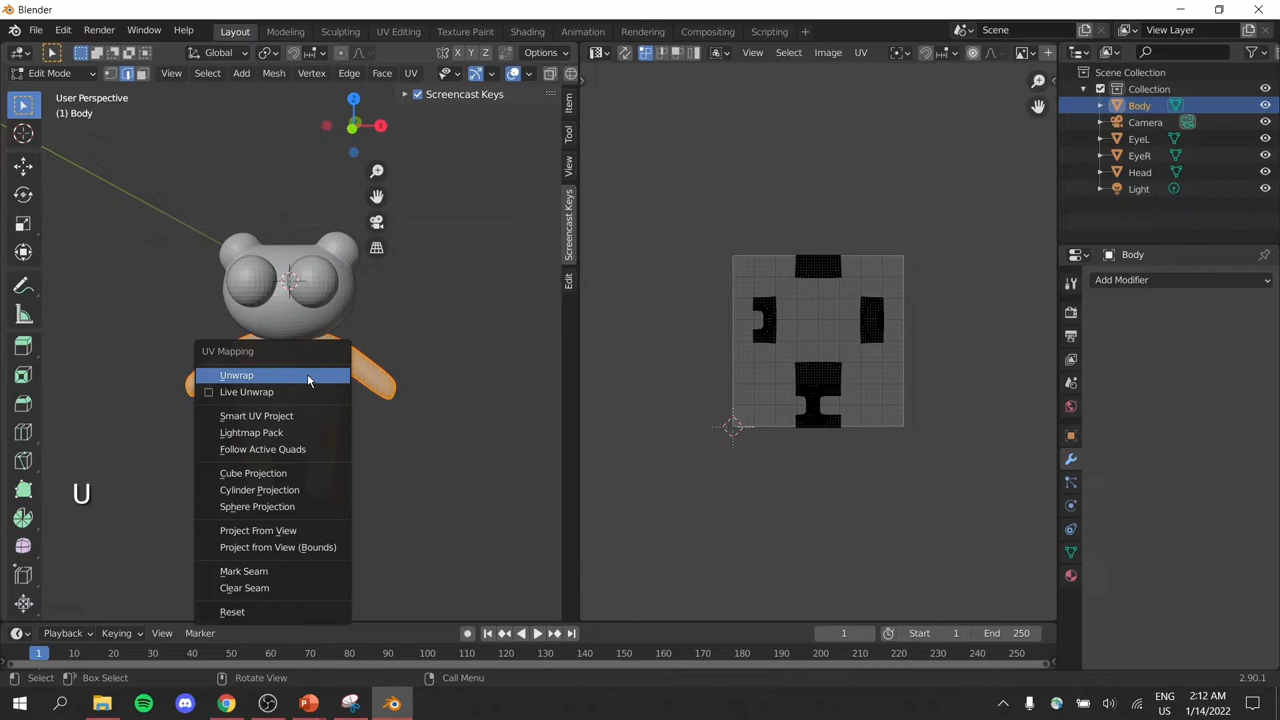 Blender
File Edit Render Window Help
Layout Modeling Sculpting UV Editing Texture Paint Shading Animation Rendering Compositing Scripting +
Scene
View Layer
Global
X Y Z
Options
View Select Image UV
Edit Mode
View Select Add Mesh Vertex Edge Face UV
User Perspective
(1) Body
Screencast Keys
Z
X
Item
Tool
View
Screencast Keys
Edit
UV Mapping
Unwrap
Live Unwrap
Smart UV Project
Lightmap Pack
Follow Active Quads
Cube Projection
Cylinder Projection
Sphere Projection
Project From View
Project from View (Bounds)
Mark Seam
Clear Seam
Reset
U
Scene Collection
Collection
Body
Camera
EyeL
EyeR
Head
Light
Body
Add Modifier
Playback Keying View Marker
1
Start 1
End 250
1 10 20 30 40 50 60 70 80 90 100 110 120 130 140 150 160 170 180 190 200 210 220 230 240 250
Select
Box Select
Rotate View
Call Menu
2.90.1
ENG
US
2:12 AM
1/14/2022